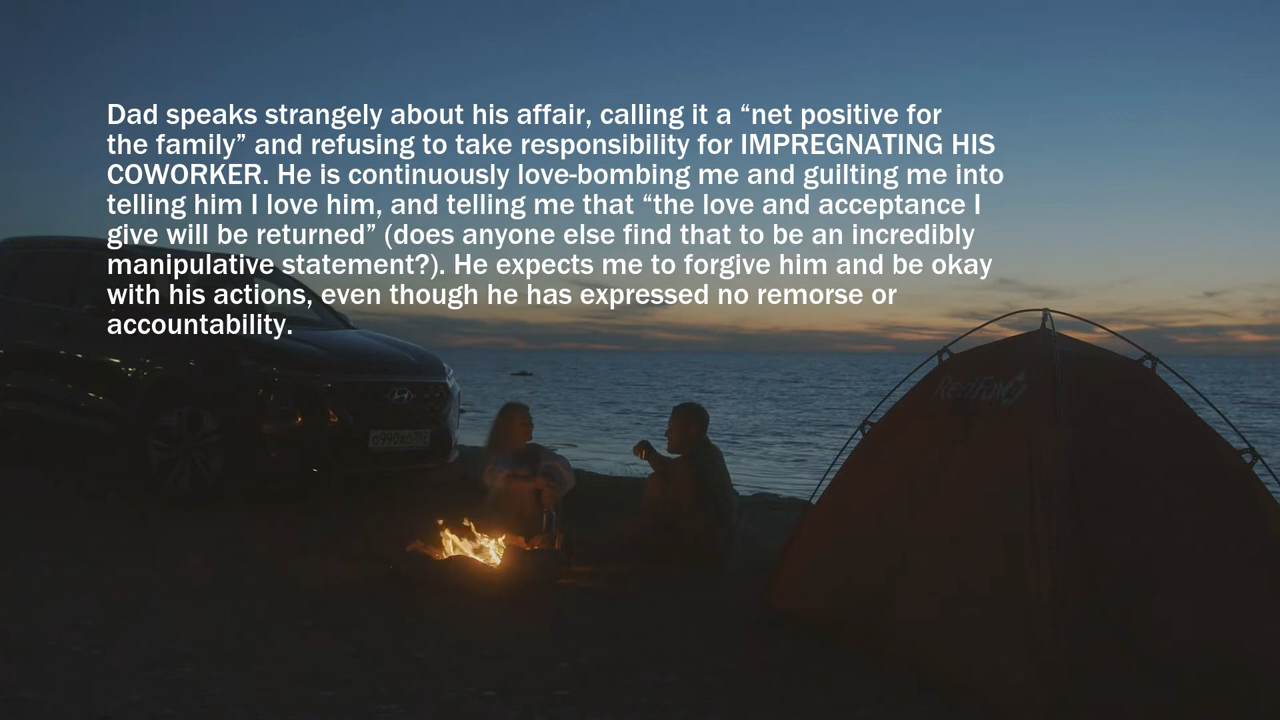 Dad speaks strangely about his affair, calling it a “net positive for
the family” and refusing to take responsibility for IMPREGNATING HIS
COWORKER. He is continuously love-bombing me and guilting me into
telling him I love him, and telling me that “the love and acceptance I
give will be returned” (does anyone else find that to be an incredibly
manipulative statement?). He expects me to forgive him and be okay
with his actions, even though he has expressed no remorse or
accountability.
RedFox